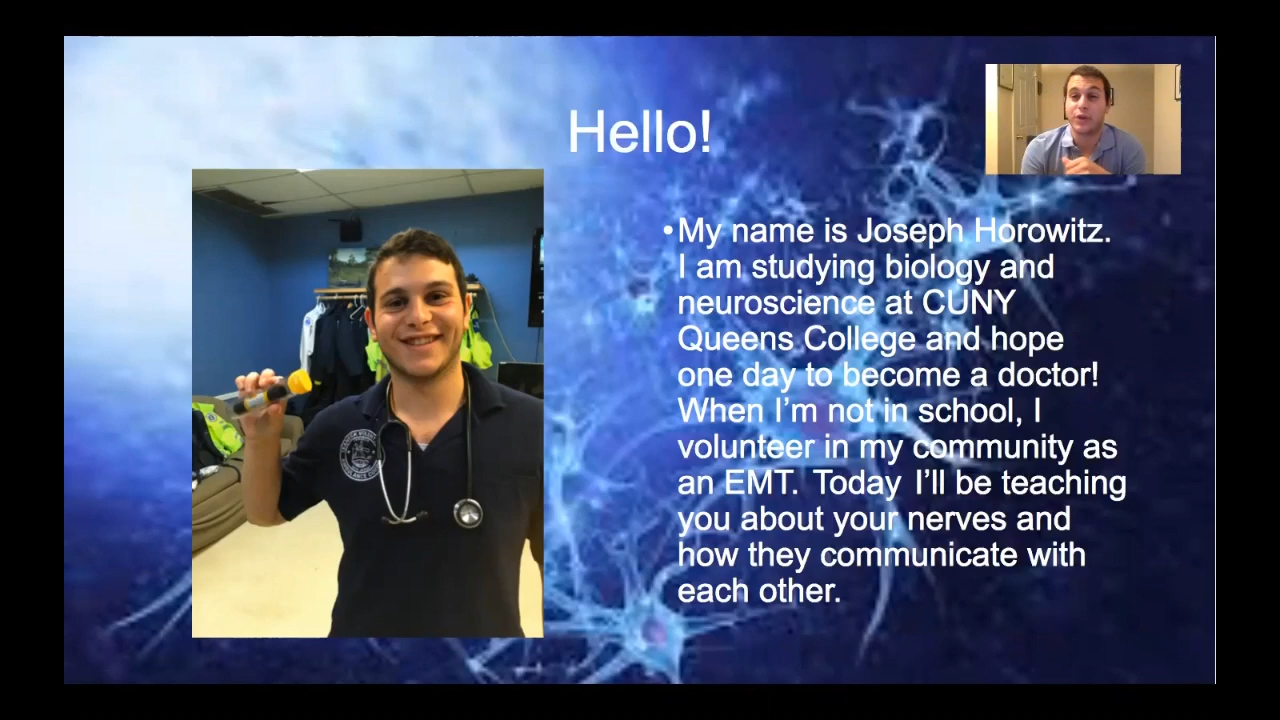 Hello!
•My name is Joseph Horowitz.
I am studying biology and
neuroscience at CUNY
Queens College and hope
one day to become a doctor!
When I’m not in school, I
volunteer in my community as
an EMT. Today I’ll be teaching
you about your nerves and
how they communicate with
each other.